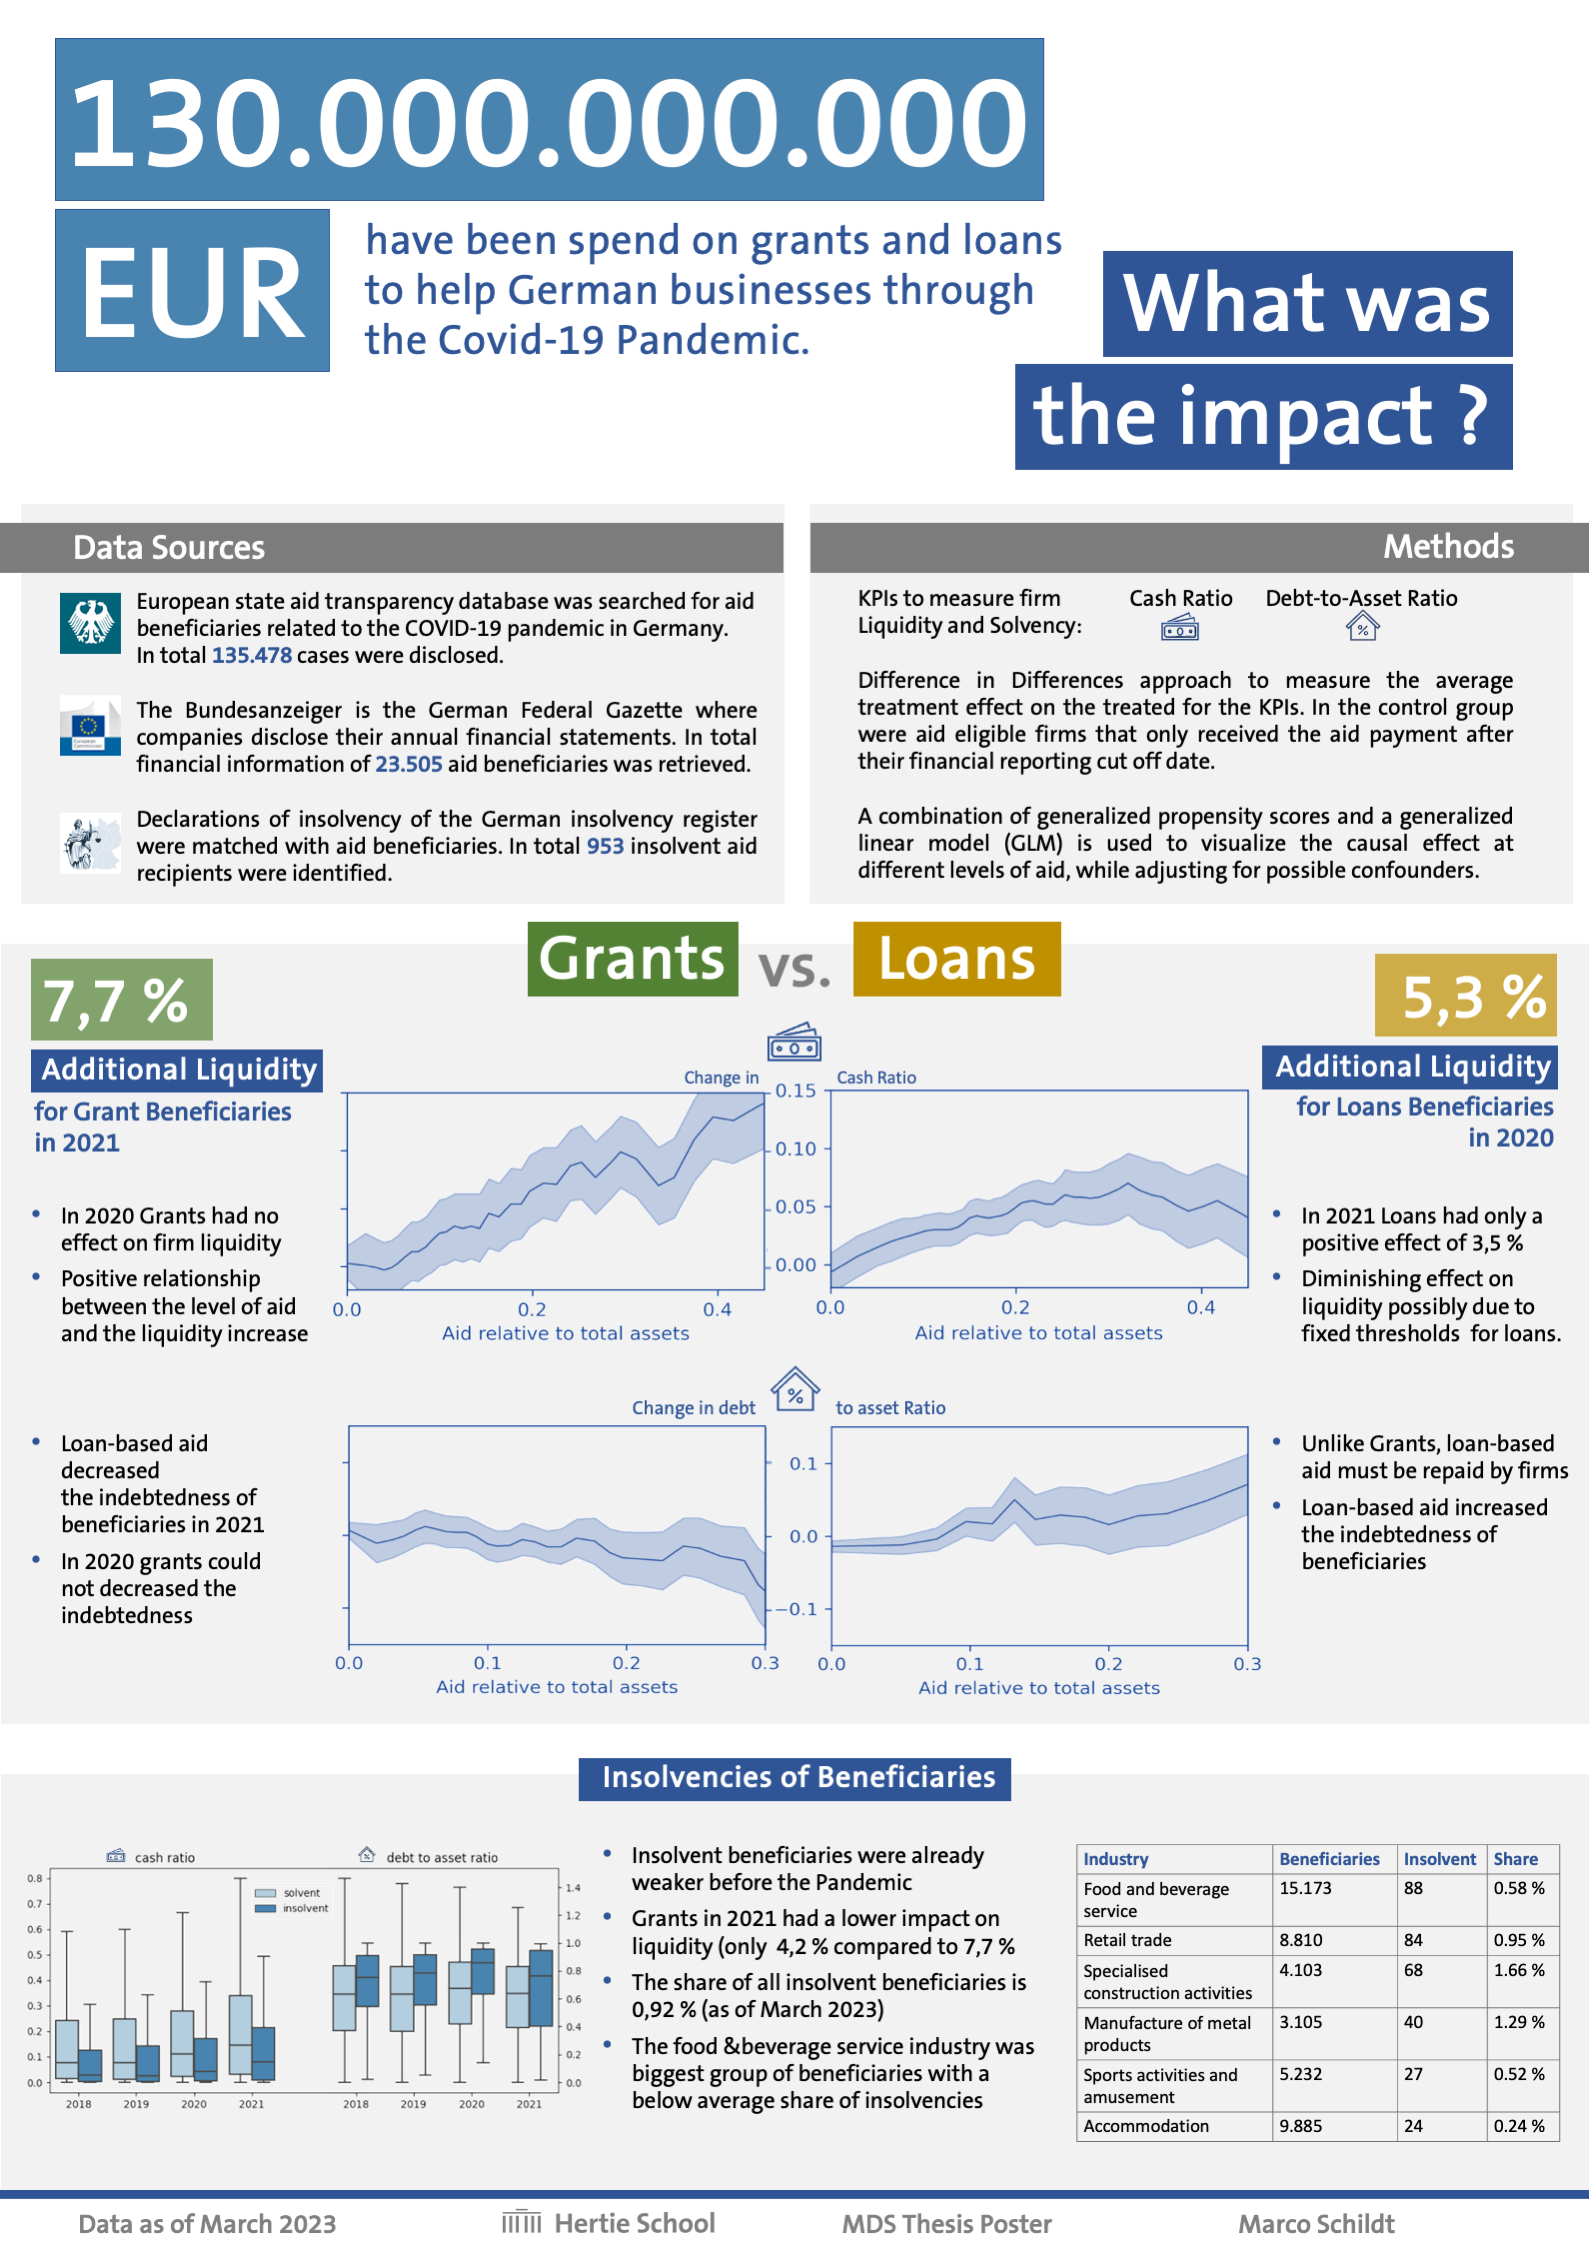 130.000.000.000
EUR
have been spend on grants and loans
to help German businesses through
the Covid-19 Pandemic.
What was
the impact ?
Data Sources
European state aid transparency database was searched for aid
beneficiaries related to the COVID-19 pandemic in Germany.
In total 135.478 cases were disclosed.
The Bundesanzeiger is the German Federal Gazette where
companies disclose their annual financial statements. In total
financial information of 23.505 aid beneficiaries was retrieved.
Declarations of insolvency of the German insolvency register
were matched with aid beneficiaries. In total 953 insolvent aid
recipients were identified.
Methods
KPIs to measure firm
Liquidity and Solvency:
Cash Ratio
Debt-to-Asset Ratio
Difference in Differences approach to measure the average
treatment effect on the treated for the KPIs. In the control group
were aid eligible firms that only received the aid payment after
their financial reporting cut off date.
A combination of generalized propensity scores and a generalized
linear model (GLM) is used to visualize the causal effect at
different levels of aid, while adjusting for possible confounders.
Grants vs. Loans
7,7 %
Additional Liquidity
for Grant Beneficiaries
in 2021
• In 2020 Grants had no
effect on firm liquidity
• Positive relationship
between the level of aid
and the liquidity increase
Change in
Cash Ratio
0.15
0.10
0.05
0.00
0.0 0.2 0.4
Aid relative to total assets
0.0 0.2 0.4
Aid relative to total assets
5,3 %
Additional Liquidity
for Loans Beneficiaries
in 2020
• In 2021 Loans had only a
positive effect of 3,5 %
• Diminishing effect on
liquidity possibly due to
fixed thresholds for loans.
• Loan-based aid
decreased
the indebtedness of
beneficiaries in 2021
• In 2020 grants could
not decreased the
indebtedness
Change in debt
to asset Ratio
0.1
0.0
−0.1
0.0 0.1 0.2 0.3
Aid relative to total assets
0.0 0.1 0.2 0.3
Aid relative to total assets
• Unlike Grants, loan-based
aid must be repaid by firms
• Loan-based aid increased
the indebtedness of
beneficiaries
Insolvencies of Beneficiaries
cash ratio
debt to asset ratio
solvent
insolvent
0.8
0.7
0.6
0.5
0.4
0.3
0.2
0.1
0.0
1.4
1.2
1.0
0.8
0.6
0.4
0.2
0.0
2018 2019 2020 2021
2018 2019 2020 2021
• Insolvent beneficiaries were already
weaker before the Pandemic
• Grants in 2021 had a lower impact on
liquidity (only 4,2 % compared to 7,7 %
• The share of all insolvent beneficiaries is
0,92 % (as of March 2023)
• The food &beverage service industry was
biggest group of beneficiaries with a
below average share of insolvencies
Industry Beneficiaries Insolvent Share
Food and beverage
service 15.173 88 0.58 %
Retail trade 8.810 84 0.95 %
Specialised
construction activities 4.103 68 1.66 %
Manufacture of metal
products 3.105 40 1.29 %
Sports activities and
amusement 5.232 27 0.52 %
Accommodation 9.885 24 0.24 %
Data as of March 2023
Hertie School
MDS Thesis Poster
Marco Schildt